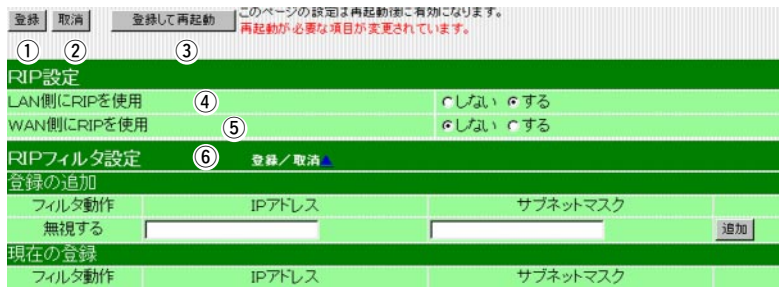 登録 取消 登録して再起動 このページの設定は再起動後に有効になります。
再起動が必要な項目が変更されています。
① ② ③
RIP設定
LAN側にRIPを使用 ④ しない する
WAN側にRIPを使用 ⑤ しない する
RIPフィルタ設定 ⑥ 登録／取消▲
登録の追加
フィルタ動作 IPアドレス サブネットマスク
無視する 追加
現在の登録
フィルタ動作 IPアドレス サブネットマスク